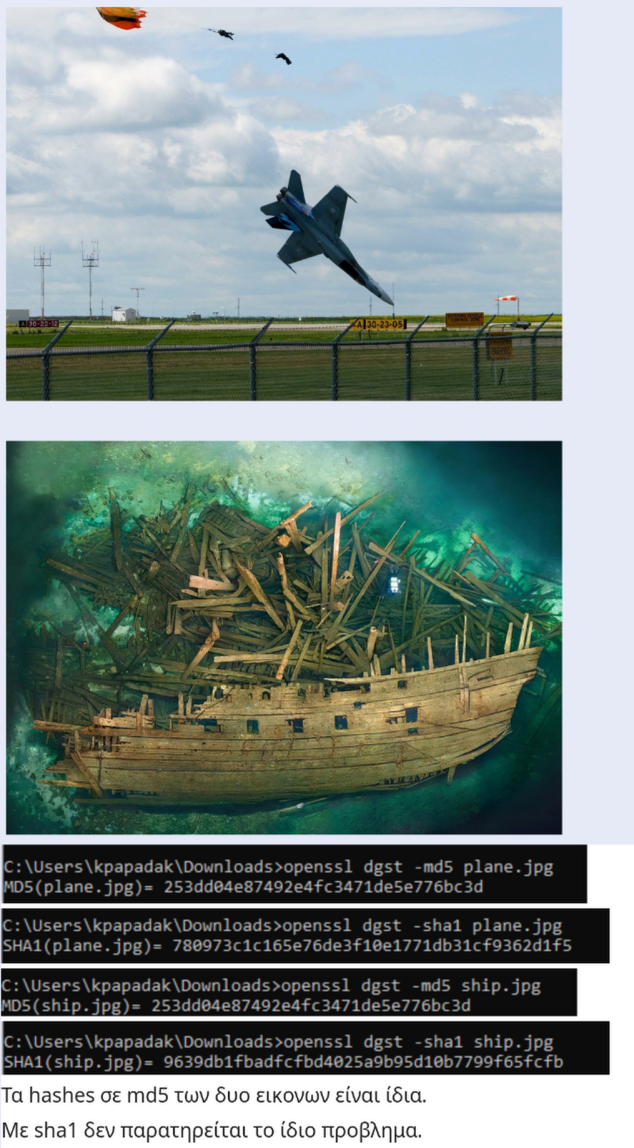 30-23-05
C:\Users\kpapadak\Downloads>openssl dgst -md5 plane.jpg
MD5(plane.jpg)= 253dd04e87492e4fc3471de5e776bc3d
C:\Users\kpapadak\Downloads>openssl dgst -sha1 plane.jpg
SHA1(plane.jpg)= 780973c1c165e76de3f10e1771db31cf9362d1f5
C:\Users\kpapadak\Downloads>openssl dgst -md5 ship.jpg
MD5(ship.jpg)= 253dd04e87492e4fc3471de5e776bc3d
C:\Users\kpapadak\Downloads>openssl dgst -sha1 ship.jpg
SHA1(ship.jpg)= 9639db1fbadfcfbd4025a9b95d10b7799f65fcfb
Τα hashes σε md5 των δυο εικονων είναι ίδια.
Με sha1 δεν παρατηρείται το ίδιο προβλημα.